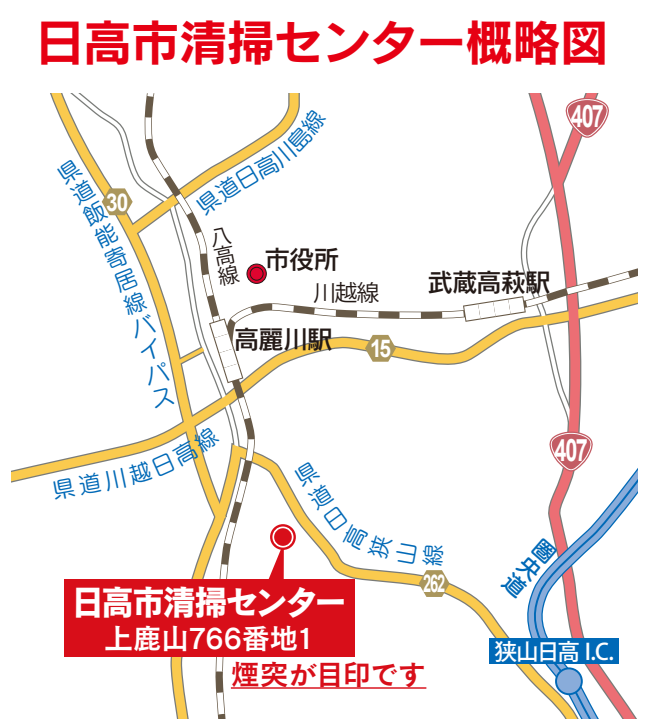 日高市清掃センター概略図
407
県道日高川島線
県道飯能寄居線バイパス
30
八高線
市役所
川越線
武蔵高萩駅
高麗川駅
15
県道川越日高線
407
県道日高狭山線
圏央道
262
日高市清掃センター
上鹿山766番地1
狭山日高 I.C.
煙突が目印です